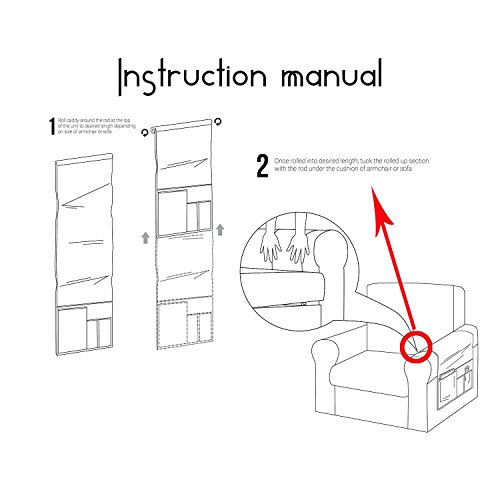 Instruction manual
1 Roll caddy around the rod at the top
of the unit to desired length depending
on size of armchair or sofa
2 Once rolled into desired length, tuck the rolled up section
with the rod under the cushion of armchair or sofa